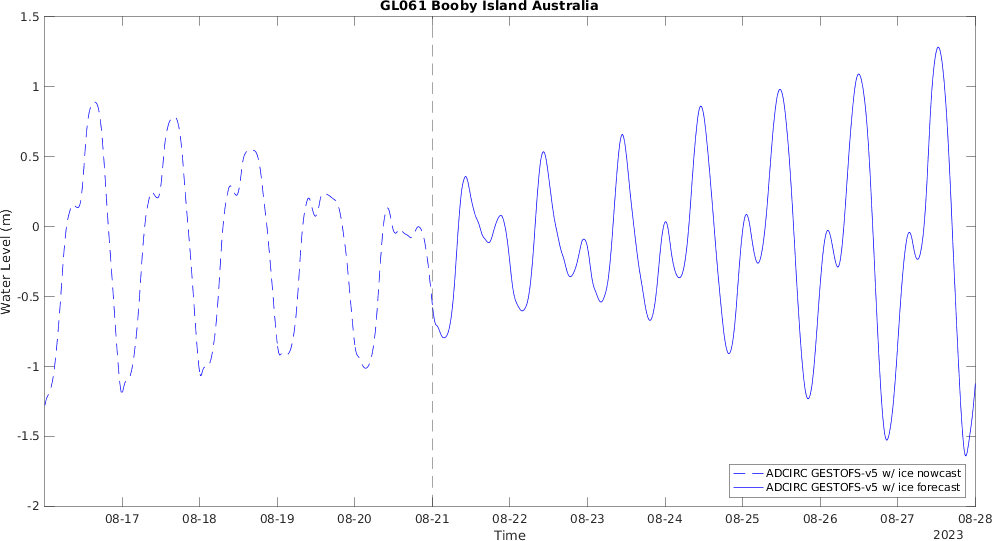 GL061 Booby Island Australia
1.5
1
0.5
0
-0.5
-1
-1.5
-2
Water Level (m)
08-17 08-18 08-19 08-20 08-21 08-22 08-23 08-24 08-25 08-26 08-27 08-28
Time
2023
ADCIRC GESTOFS-v5 w/ ice nowcast
ADCIRC GESTOFS-v5 w/ ice forecast